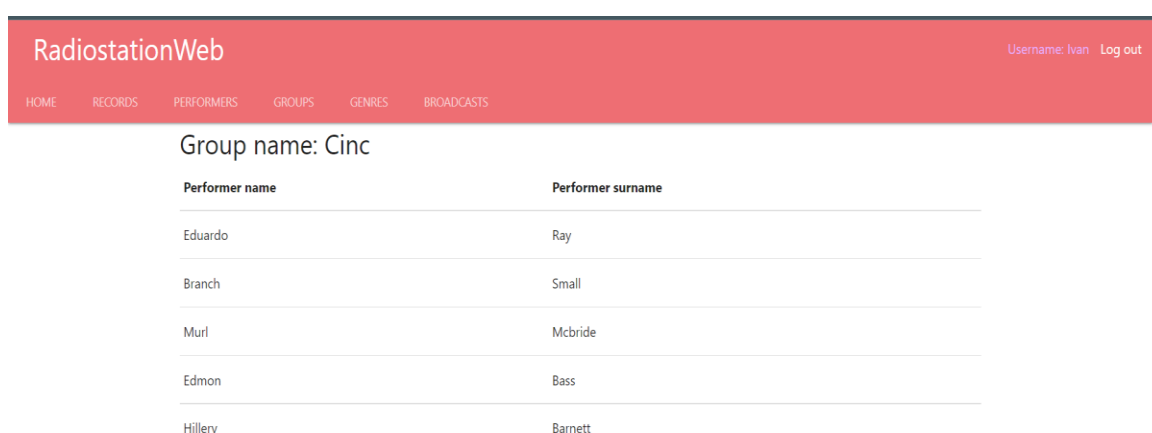 RadiostationWeb
Username: Ivan Log out
HOME RECORDS PERFORMERS GROUPS GENRES BROADCASTS
Group name: Cinc
Performer name Performer surname
Eduardo Ray
Branch Small
Murl Mcbride
Edmon Bass
Hillery Barnett